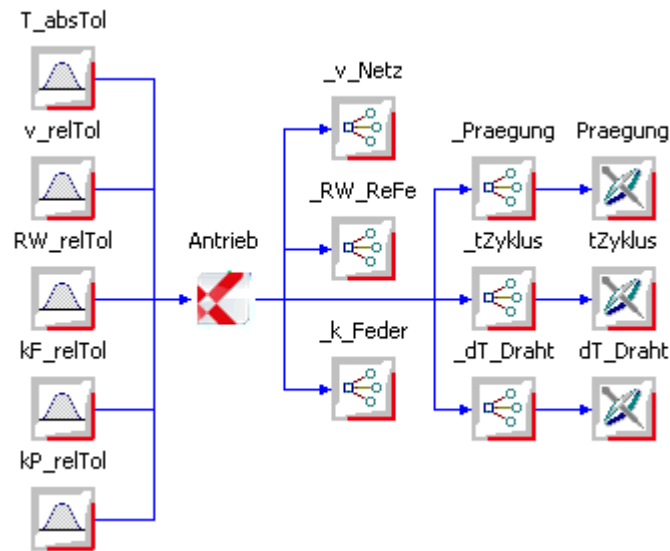 T_absTol
v_relTol
RW_relTol
kF_relTol
kP_relTol
Antrieb
_v_Netz
_RW_ReFe
_k_Feder
_Praegung
_tZyklus
_dT_Draht
Praegung
tZyklus
dT_Draht